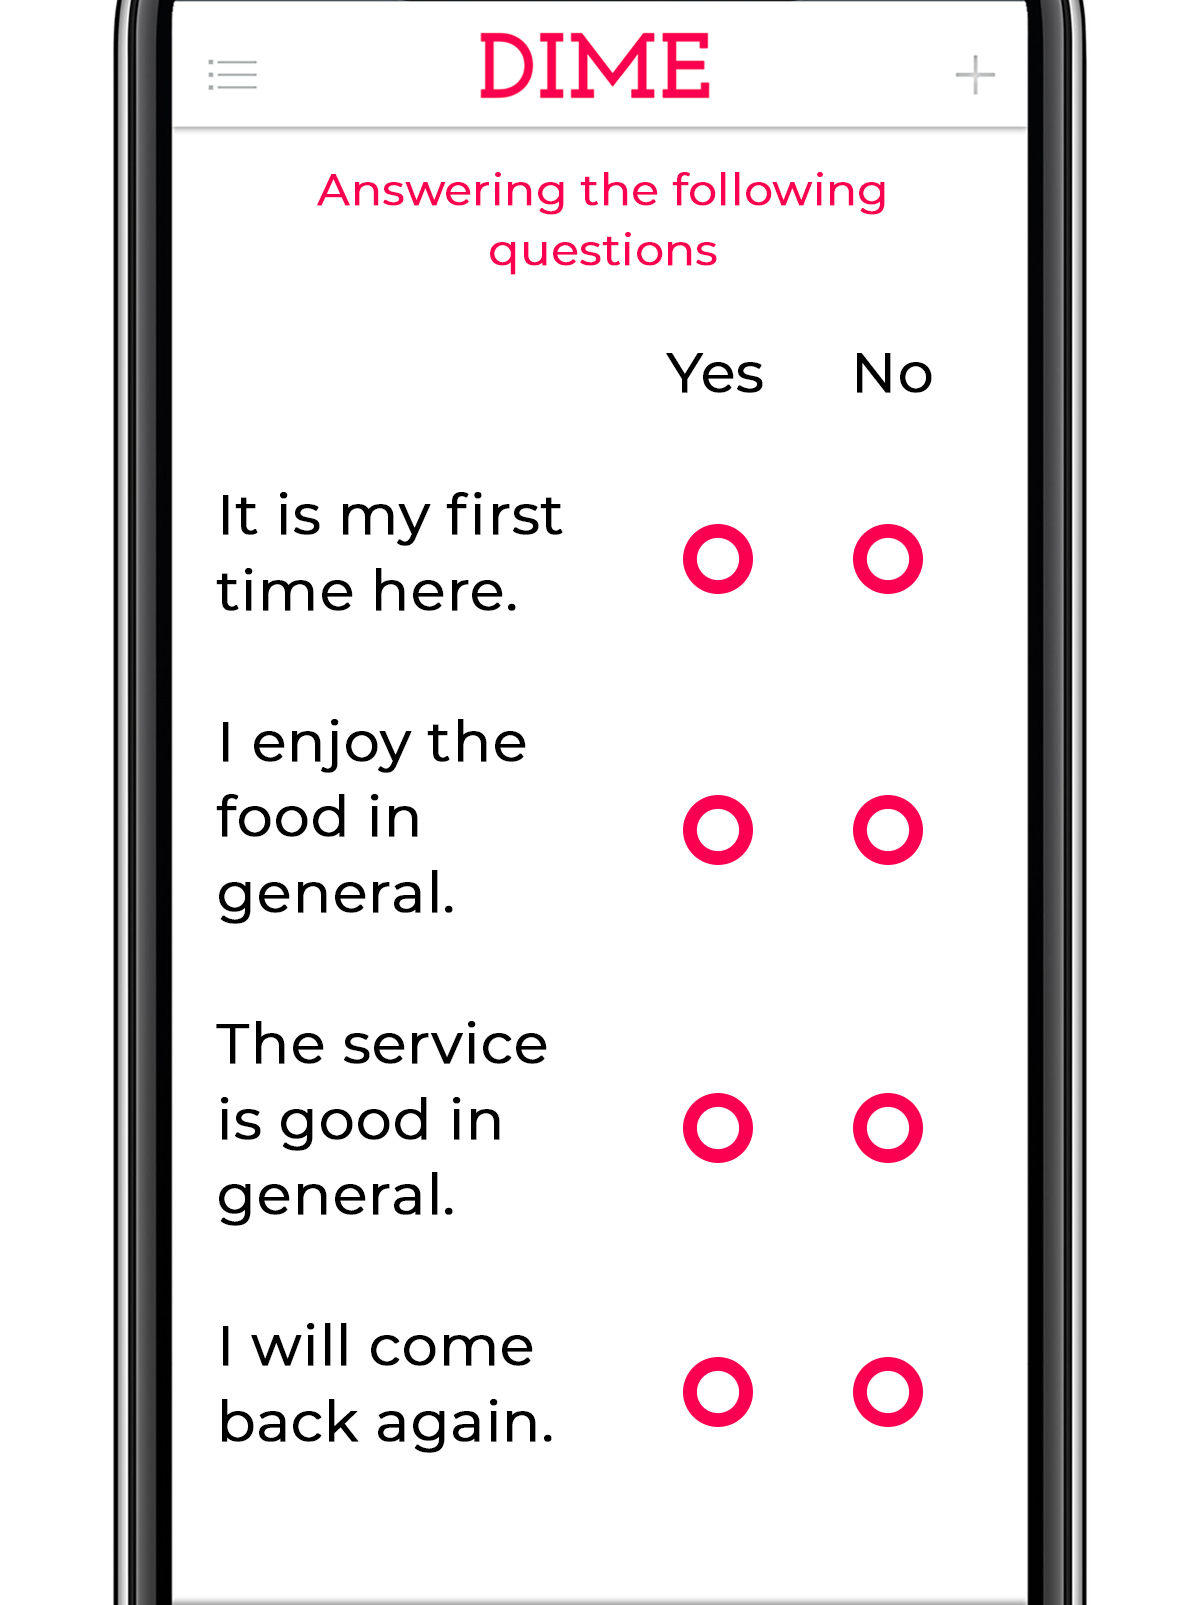 DIME
Answering the following
questions
Yes No
It is my first
time here.
I enjoy the
food in
general.
The service
is good in
general.
I will come
back again.